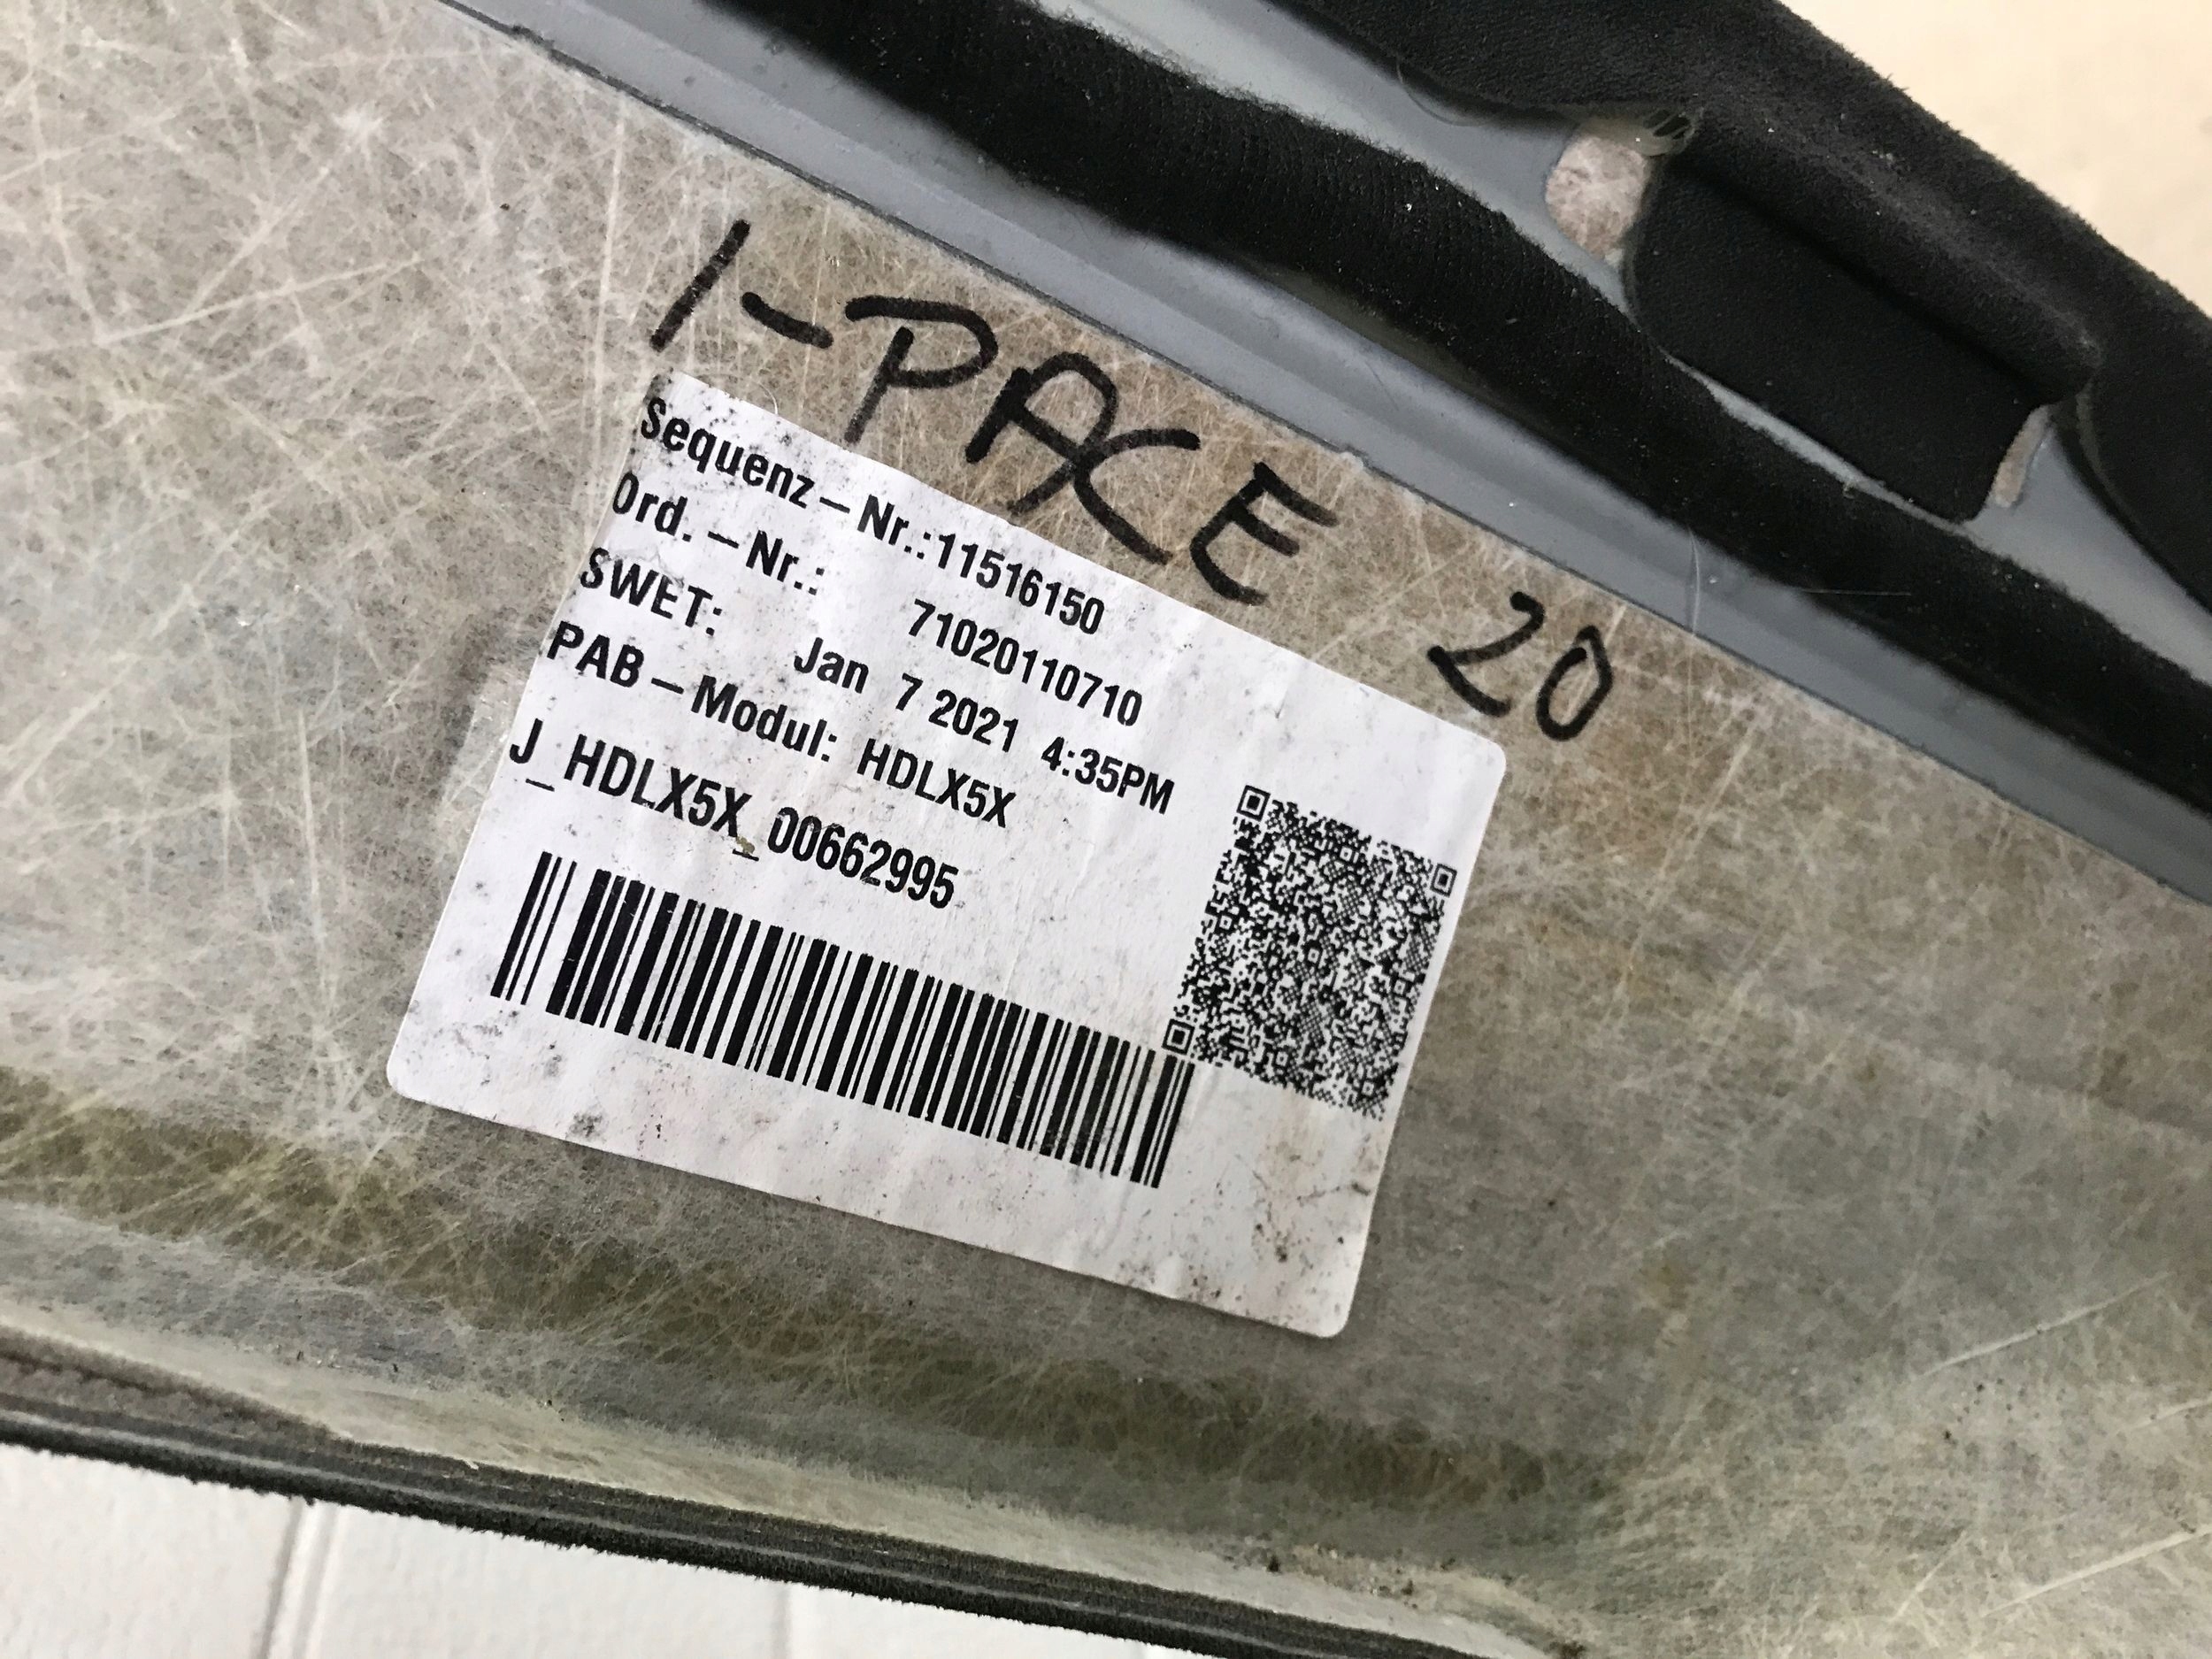 I-PACE 20
Sequenz-Nr.:11516150
Ord.-Nr.: 71020110710
SWET: Jan 7 2021 4:35PM
PAB-Modul: HDLX5X
J_HDLX5X_00662995